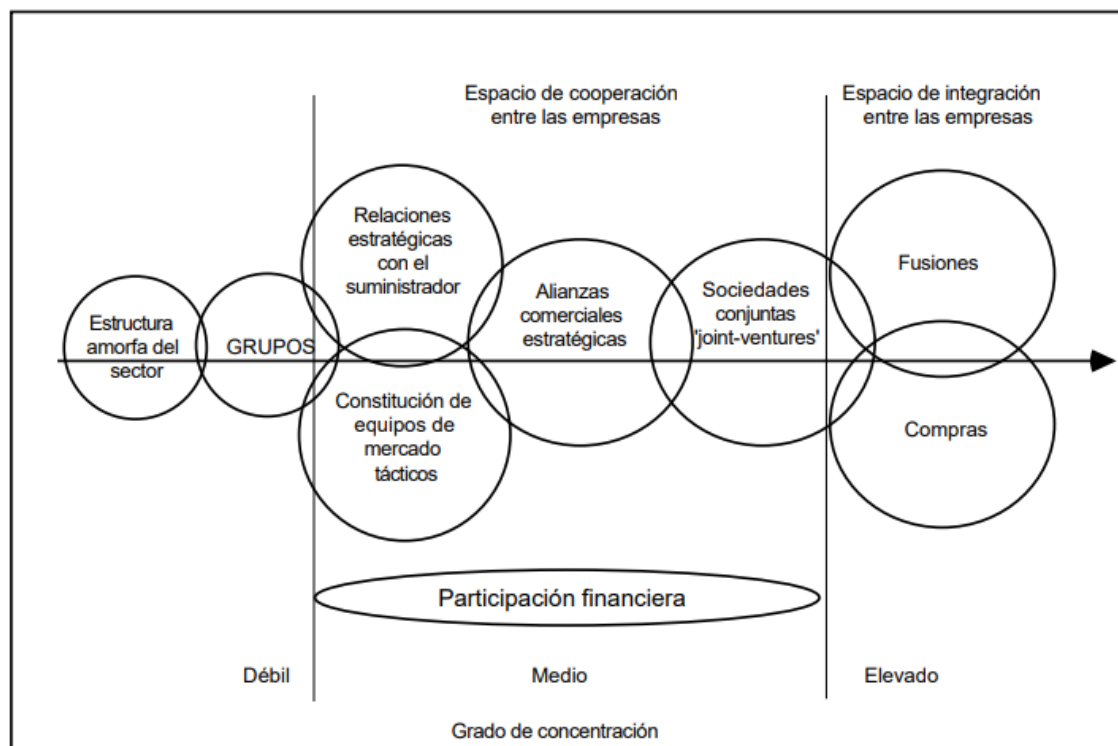 Espacio de cooperación
entre las empresas
Espacio de integración
entre las empresas
Relaciones
estratégicas
con el
suministrador
Fusiones
Alianzas
comerciales
estratégicas
Sociedades
conjuntas
'joint-ventures'
Estructura
amorfa del
sector
GRUPOS
Constitución de
equipos de
mercado
tácticos
Compras
Participación financiera
Débil
Medio
Elevado
Grado de concentración